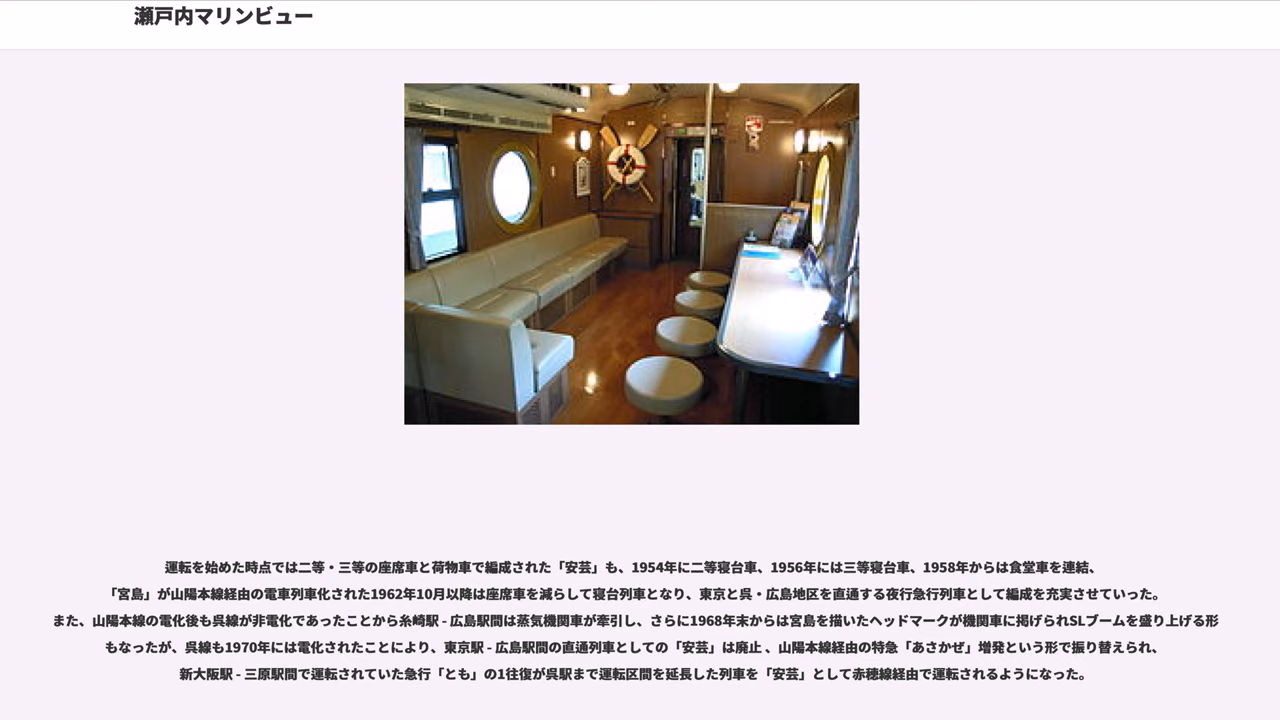 瀬戸内マリンビュー
運転を始めた時点では二等・三等の座席車と荷物車で編成された「安芸」も、1954年に二等寝台車、1956年には三等寝台車、1958年からは食堂車を連結、
「宮島」が山陽本線経由の電車列車化された1962年10月以降は座席車を減らして寝台列車となり、東京と呉・広島地区を直通する夜行急行列車として編成を充実させていった。
また、山陽本線の電化後も呉線が非電化であったことから糸崎駅 - 広島駅間は蒸気機関車が牽引し、さらに1968年末からは宮島を描いたヘッドマークが機関車に掲げられSLブームを盛り上げる形
もなったが、呉線も1970年には電化されたことにより、東京駅 - 広島駅間の直通列車としての「安芸」は廃止 、山陽本線経由の特急「あさかぜ」増発という形で振り替えられ、
新大阪駅 - 三原駅間で運転されていた急行「とも」の1往復が呉駅まで運転区間を延長した列車を「安芸」として赤穂線経由で運転されるようになった。